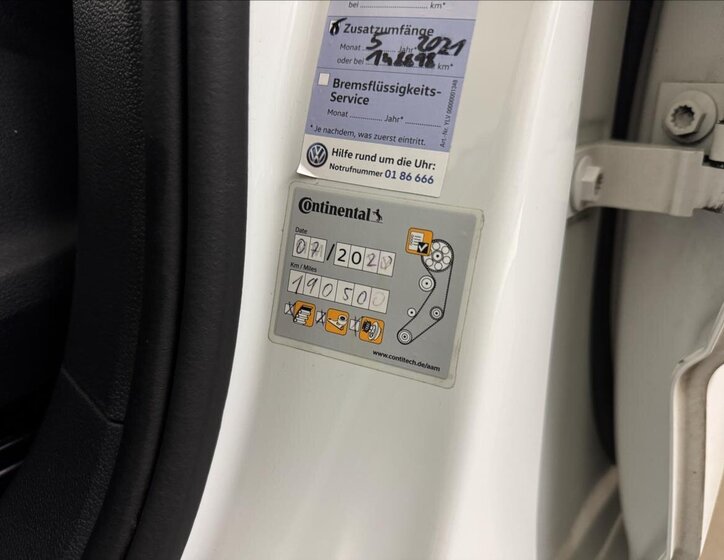 bei .................... km*
Zusatzumfänge
Monat 5 Jahr* 2021
oder bei km*
Bremsflüssigkeits-
Service
Monat ............ Jahr* ............
* Je nachdem, was zuerst eintritt.
Hilfe rund um die Uhr:
Notrufnummer 01 86 666
Continental
Date
07/202
Km / Miles
190500
www.contitech.de/aam